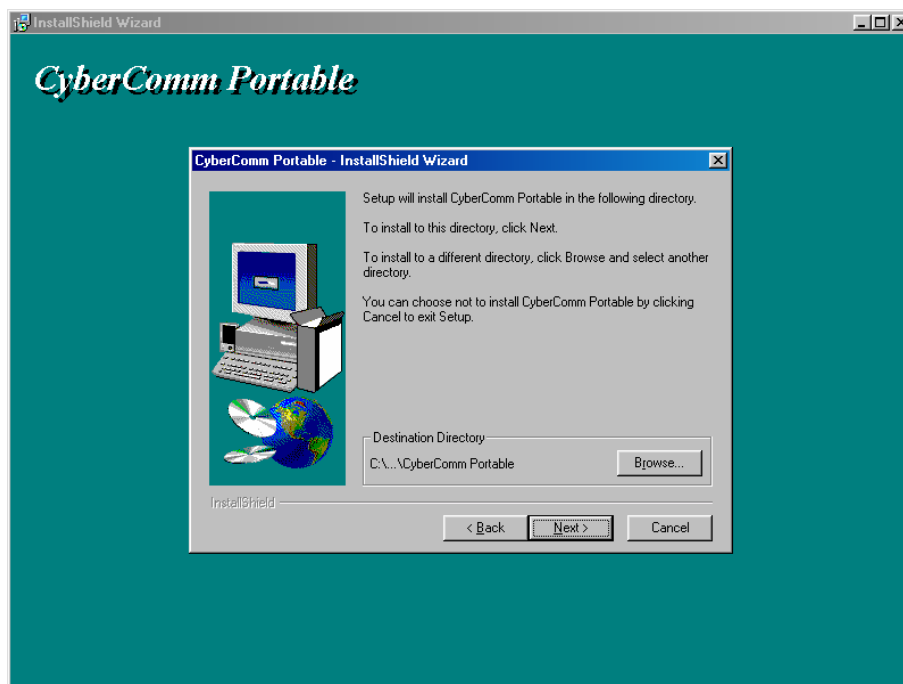 InstallShield Wizard
CyberComm Portable
CyberComm Portable - InstallShield Wizard
Setup will install CyberComm Portable in the following directory.
To install to this directory, click Next.
To install to a different directory, click Browse and select another
directory.
You can choose not to install CyberComm Portable by clicking
Cancel to exit Setup.
Destination Directory
C:\...\CyberComm Portable
Browse...
InstallShield
< Back
Next >
Cancel